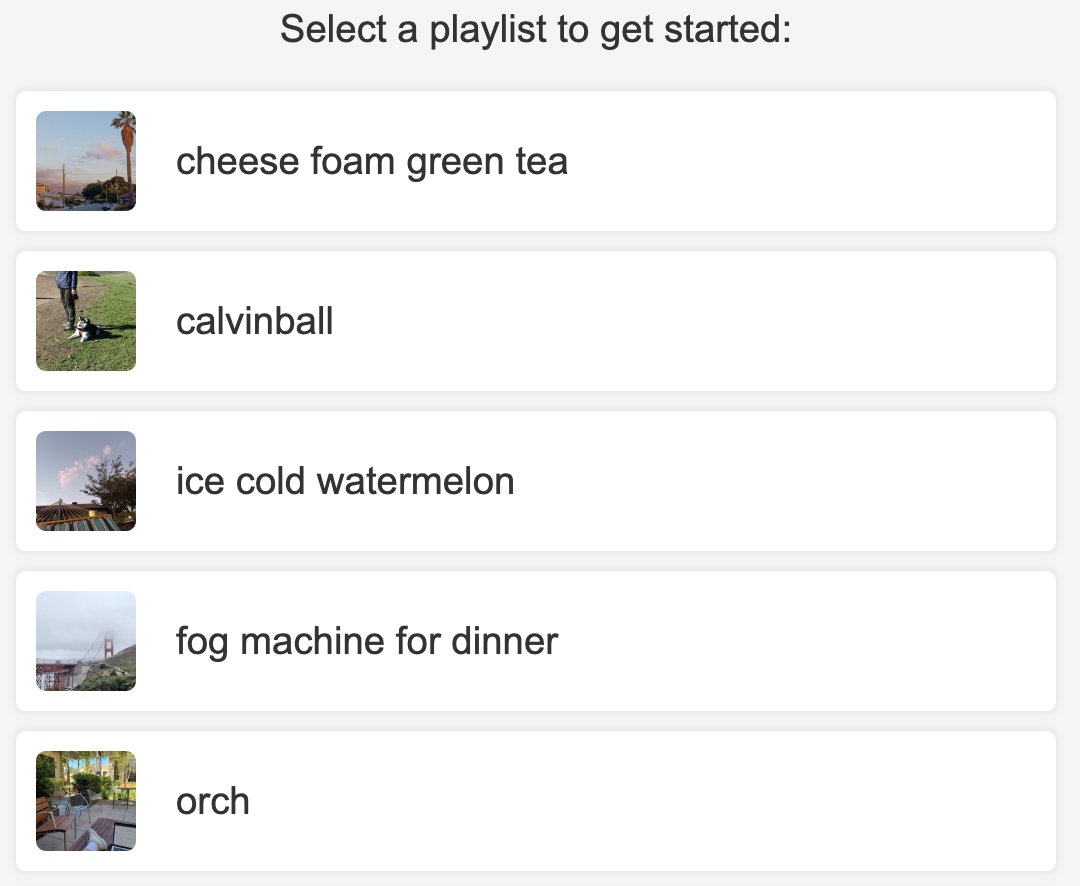 Select a playlist to get started:
cheese foam green tea
calvinball
ice cold watermelon
fog machine for dinner
orch